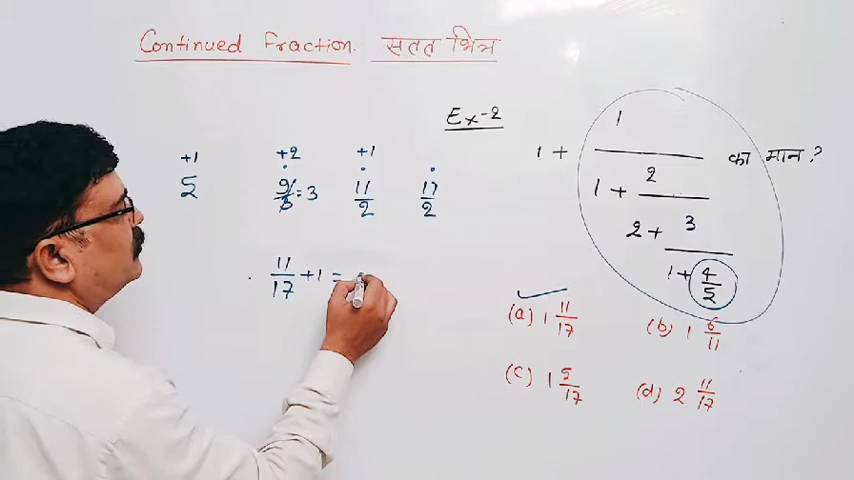 Continued Fraction. सतत भिन्न
Ex-2
1 + 1 / 1 + 2 / 2 + 3 / 1 + 4/5 का मान ?
+1 +2 +1
5 9/3 = 3 11/2 17/2
11/17 + 1 =
(a) 1 11/17 (b) 1 6/11
(c) 1 5/17 (d) 2 11/17